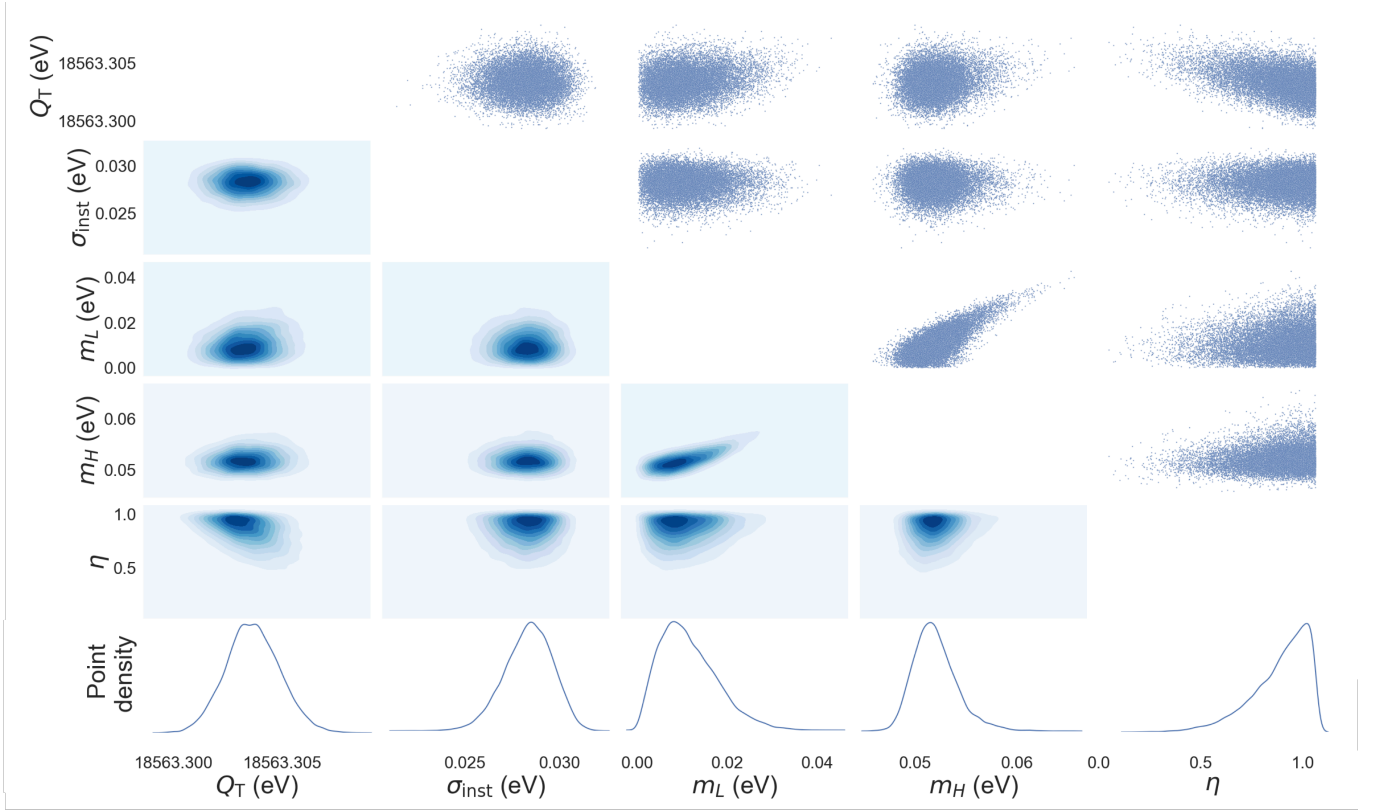 Q_T (eV)
18563.305
18563.300
σ_inst (eV)
0.030
0.025
m_L (eV)
0.04
0.02
0.00
m_H (eV)
0.06
0.05
η
1.0
0.5
Point
density
18563.300 18563.305 0.025 0.030 0.00 0.02 0.04 0.05 0.06 0.0 0.5 1.0
Q_T (eV) σ_inst (eV) m_L (eV) m_H (eV) η